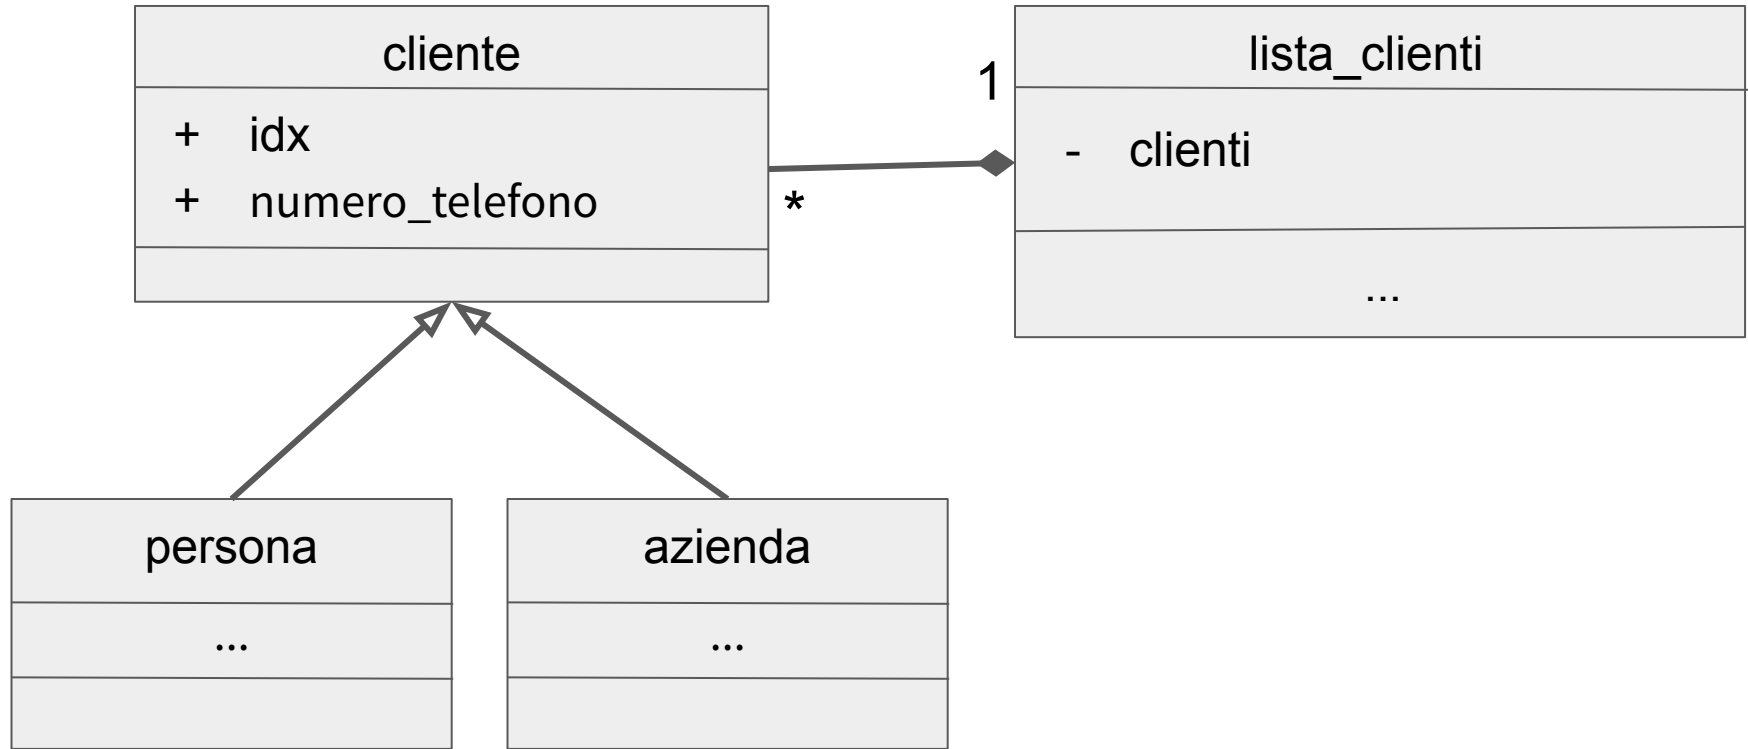 cliente
+ idx
+ numero_telefono
1
*
lista_clienti
- clienti
...
persona
...
azienda
...